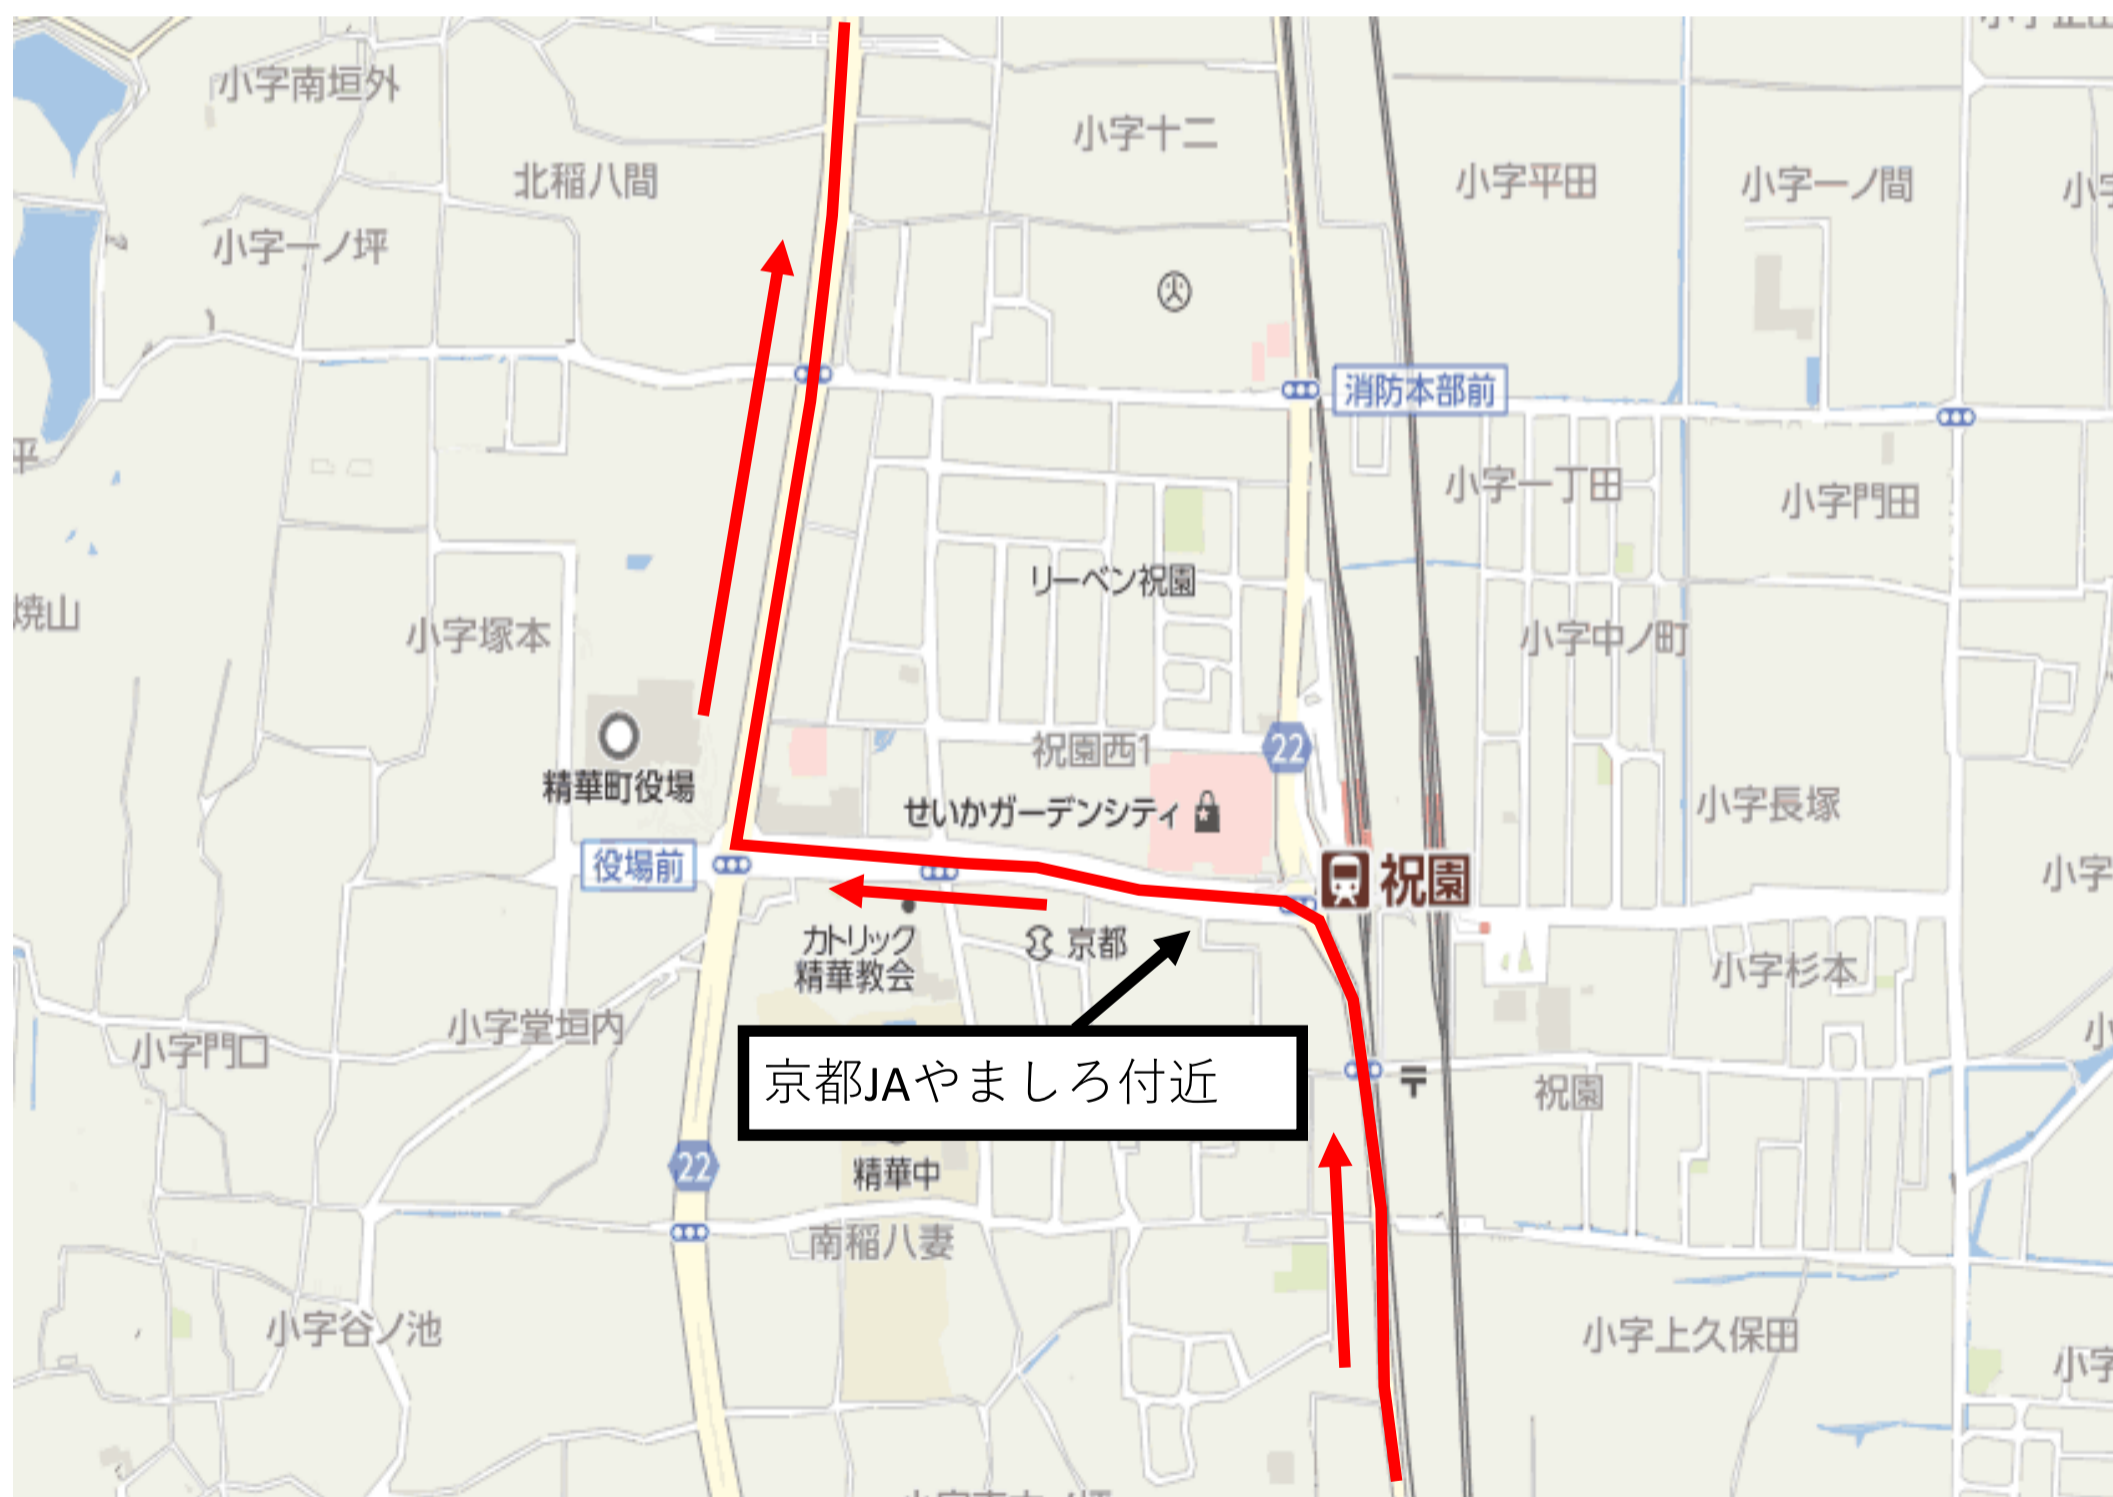 小字南垣外
小字十二
北稲八間
小字平田
小字一ノ間
小字
小字一ノ坪
消防本部前
平
小字一丁田
小字門田
リーベン祝園
焼山
小字塚本
小字中ノ町
22
祝園西1
精華町役場
せいかガーデンシティ
小字長塚
役場前
祝園
小字
カトリック
精華教会
京都
小字杉本
小字堂垣内
小字門口
京都JAやましろ付近
祝園
22
精華中
南稲八妻
小字谷ノ池
小字上久保田
小字